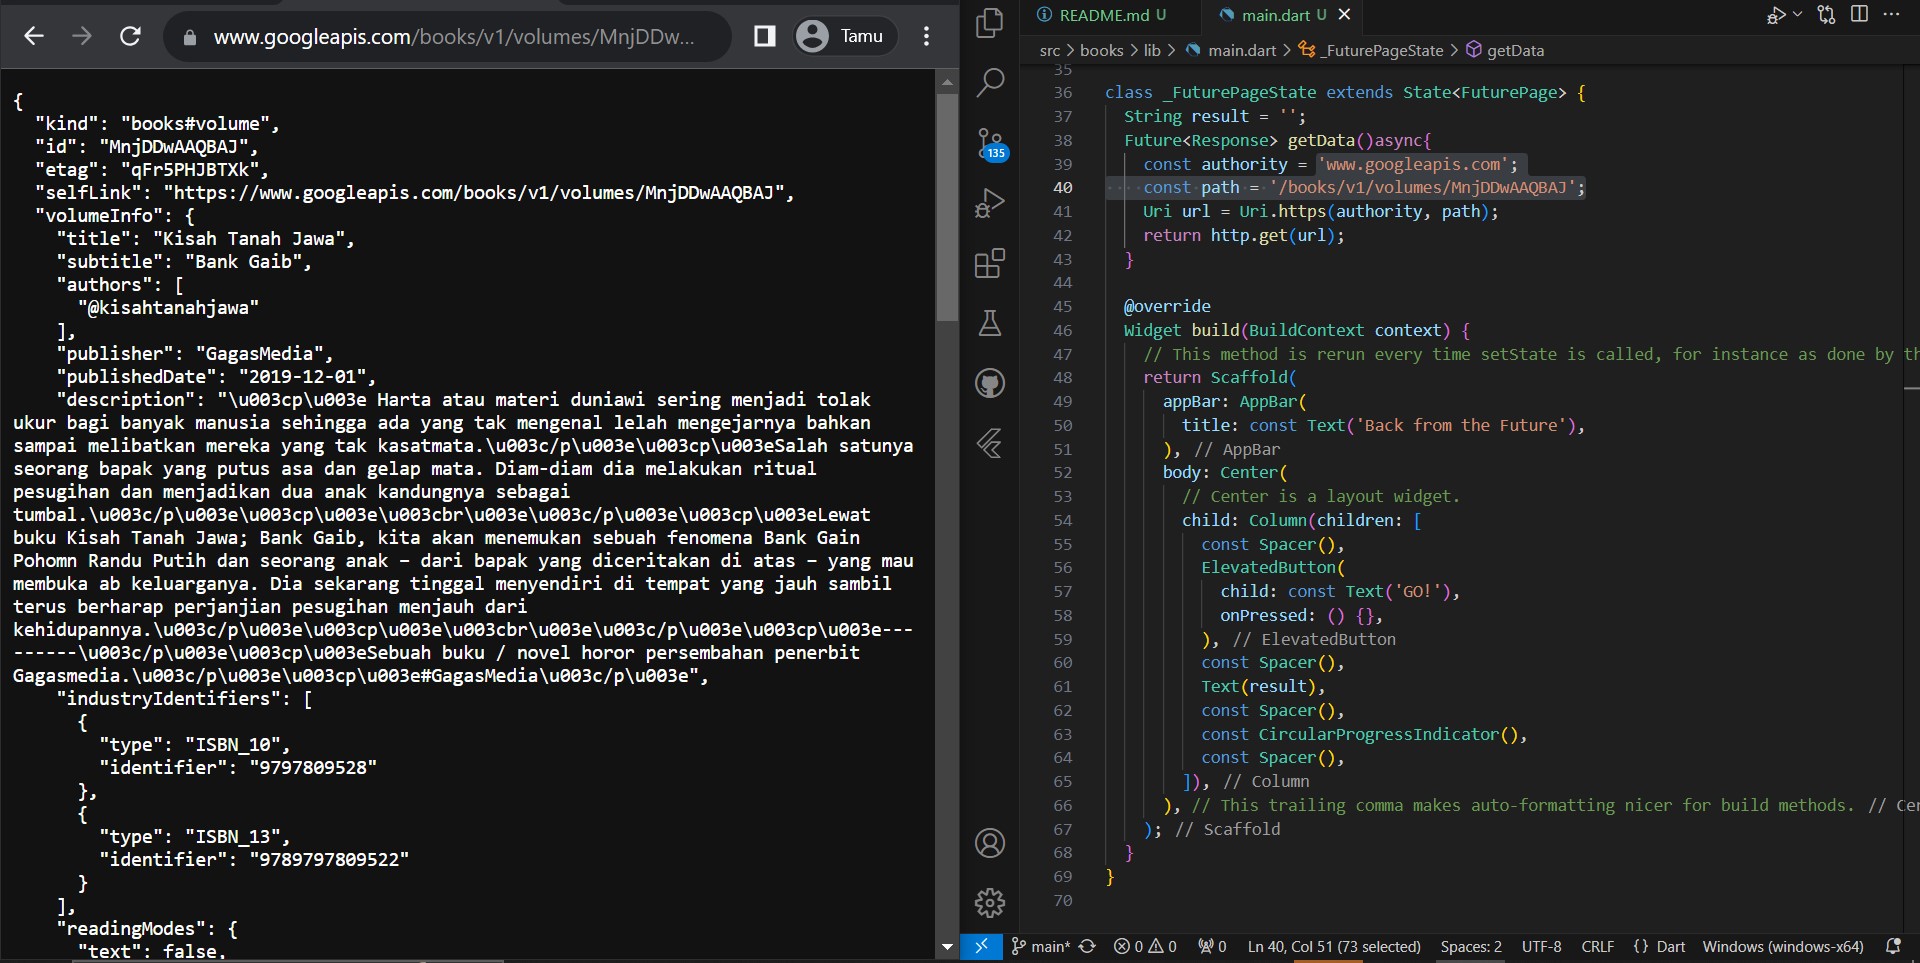 www.googleapis.com/books/v1/volumes/MnjDDw...
Tamu
{
"kind": "books#volume",
"id": "MnjDDwAAQBAJ",
"etag": "qFr5PHJBTXk",
"selfLink": "https://www.googleapis.com/books/v1/volumes/MnjDDwAAQBAJ",
"volumeInfo": {
"title": "Kisah Tanah Jawa",
"subtitle": "Bank Gaib",
"authors": [
"@kisahtanahjawa"
],
"publisher": "GagasMedia",
"publishedDate": "2019-12-01",
"description": "\u003cp\u003e Harta atau materi duniawi sering menjadi tolak
ukur bagi banyak manusia sehingga ada yang tak mengenal lelah mengejarnya bahkan
sampai melibatkan mereka yang tak kasatmata.\u003c/p\u003e\u003cp\u003eSalah satunya
seorang bapak yang putus asa dan gelap mata. Diam-diam dia melakukan ritual
pesugihan dan menjadikan dua anak kandungnya sebagai
tumbal.\u003c/p\u003e\u003cp\u003e\u003cbr\u003e\u003c/p\u003e\u003cp\u003eLewat
buku Kisah Tanah Jawa; Bank Gaib, kita akan menemukan sebuah fenomena Bank Gain
Pohomn Randu Putih dan seorang anak – dari bapak yang diceritakan di atas – yang mau
membuka ab keluarganya. Dia sekarang tinggal menyendiri di tempat yang jauh sambil
terus berharap perjanjian pesugihan menjauh dari
kehidupannya.\u003c/p\u003e\u003cp\u003e\u003cbr\u003e\u003c/p\u003e\u003cp\u003e---
------\u003c/p\u003e\u003cp\u003eSebuah buku / novel horor persembahan penerbit
Gagasmedia.\u003c/p\u003e\u003cp\u003e#GagasMedia\u003c/p\u003e",
"industryIdentifiers": [
{
"type": "ISBN_10",
"identifier": "9797809528"
},
{
"type": "ISBN_13",
"identifier": "9789797809522"
}
],
"readingModes": {
"text": false,
135
README.md U
main.dart U
src > books > lib > main.dart > _FuturePageState > getData
35
36 class _FuturePageState extends State<FuturePage> {
37 String result = '';
38 Future<Response> getData()async{
39 const authority = 'www.googleapis.com';
40 const path = '/books/v1/volumes/MnjDDwAAQBAJ';
41 Uri url = Uri.https(authority, path);
42 return http.get(url);
43 }
44
45 @override
46 Widget build(BuildContext context) {
47 // This method is rerun every time setState is called, for instance as done by th
48 return Scaffold(
49 appBar: AppBar(
50 title: const Text('Back from the Future'),
51 ), // AppBar
52 body: Center(
53 // Center is a layout widget.
54 child: Column(children: [
55 const Spacer(),
56 ElevatedButton(
57 child: const Text('GO!'),
58 onPressed: () {},
59 ), // ElevatedButton
60 const Spacer(),
61 Text(result),
62 const Spacer(),
63 const CircularProgressIndicator(),
64 const Spacer(),
65 ]), // Column
66 ), // This trailing comma makes auto-formatting nicer for build methods. // Cen
67 ); // Scaffold
68 }
69 }
70
main* 0 0 0 Ln 40, Col 51 (73 selected) Spaces: 2 UTF-8 CRLF {} Dart Windows (windows-x64)